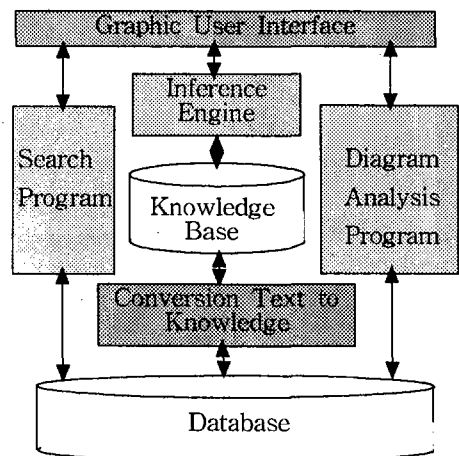 Graphic User Interface
Inference
Engine
Search
Program
Diagram
Analysis
Program
Knowledge
Base
Conversion Text to
Knowledge
Database